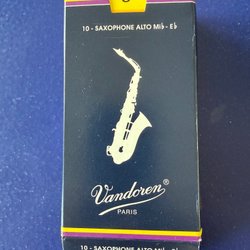 10 - SAXOPHONE ALTO Mi♭ - E♭
Vandoren®
PARIS
10 - SAXOPHONE ALTO Mi♭ - E♭